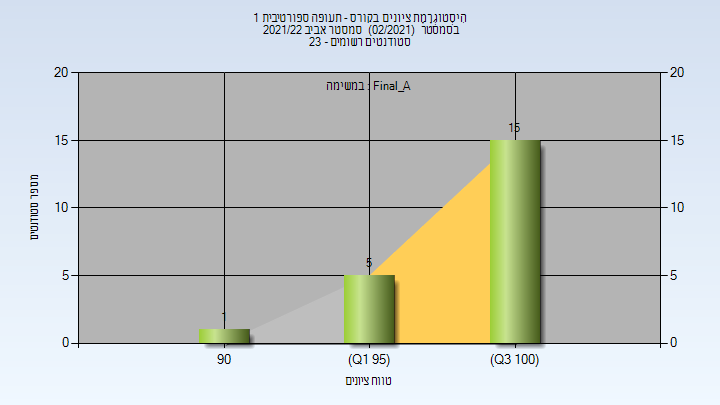 היסטוגרמת ציונים בקורס - תעופה ספורטיבית 1
בסמסטר (02/2021) סמסטר אביב 2021/22
סטודנטים רשומים - 23
במשימה : Final_A
20
15
10
5
0
20
15
10
5
0
מספר סטודנטים
1
5
15
90
(Q1 95)
(Q3 100)
טווח ציונים